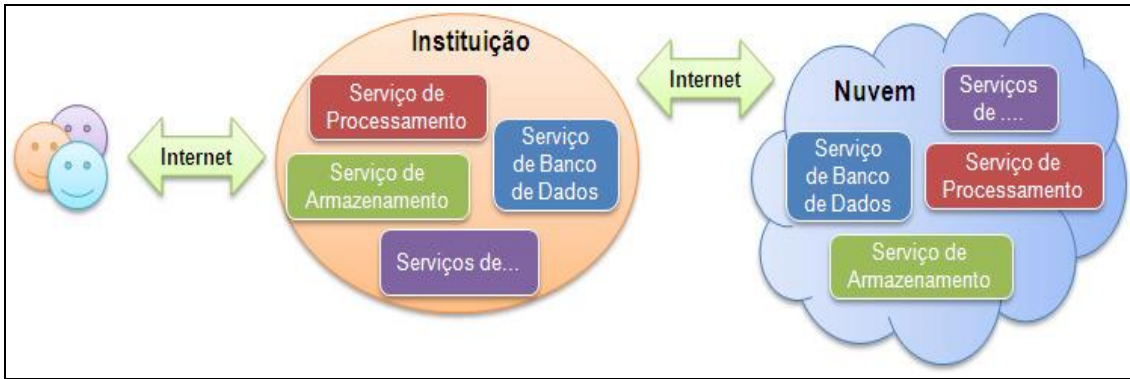 Internet
Instituição
Serviço de
Processamento
Serviço de
Armazenamento
Serviço
de Banco
de Dados
Serviços de...
Internet
Nuvem
Serviços
de ....
Serviço
de Banco
de Dados
Serviço de
Processamento
Serviço de
Armazenamento